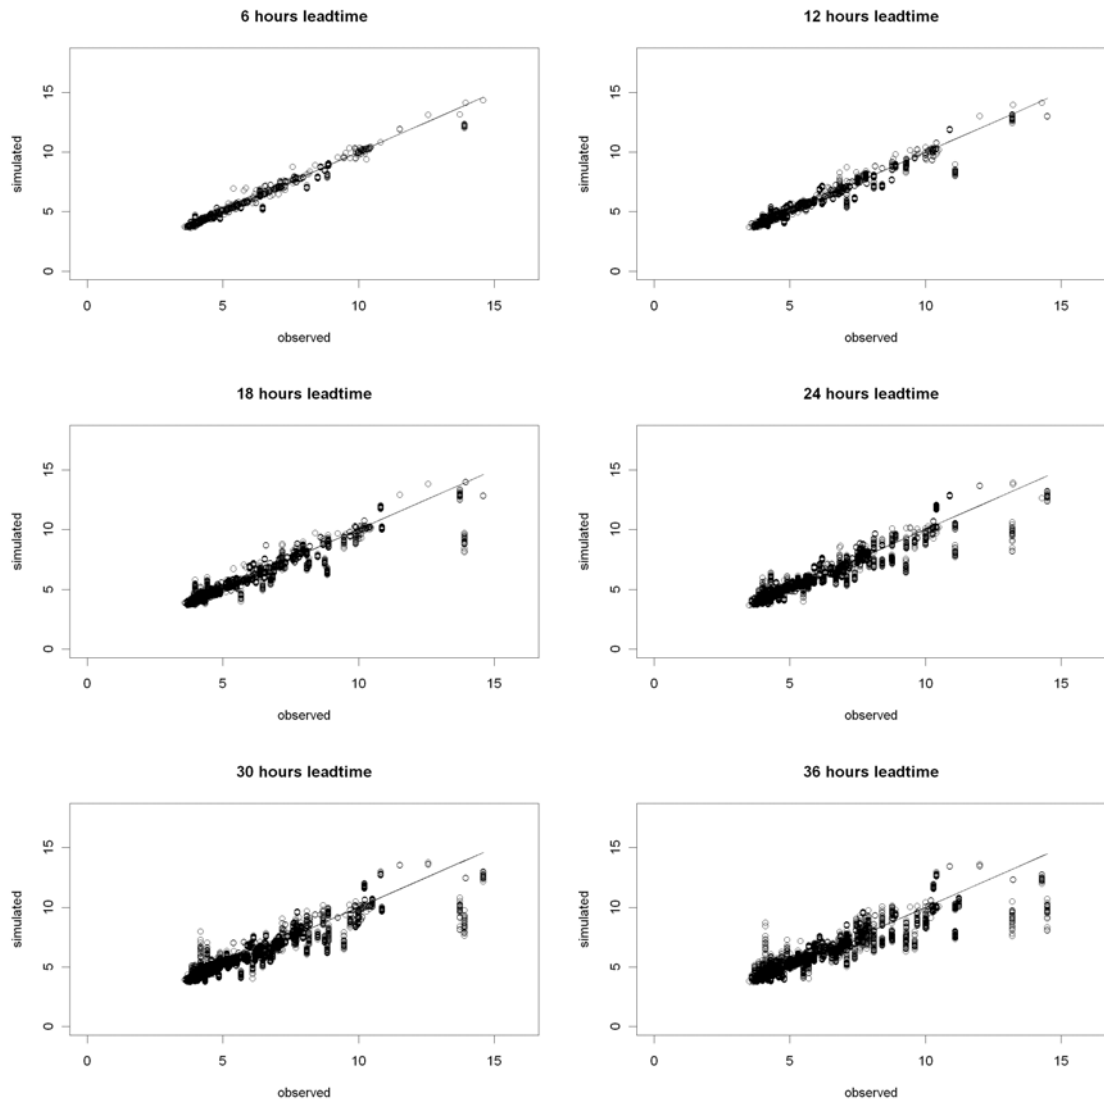 6 hours leadtime
simulated
0 5 10 15
0 5 10 15
observed
12 hours leadtime
simulated
0 5 10 15
0 5 10 15
observed
18 hours leadtime
simulated
0 5 10 15
0 5 10 15
observed
24 hours leadtime
simulated
0 5 10 15
0 5 10 15
observed
30 hours leadtime
simulated
0 5 10 15
0 5 10 15
observed
36 hours leadtime
simulated
0 5 10 15
0 5 10 15
observed